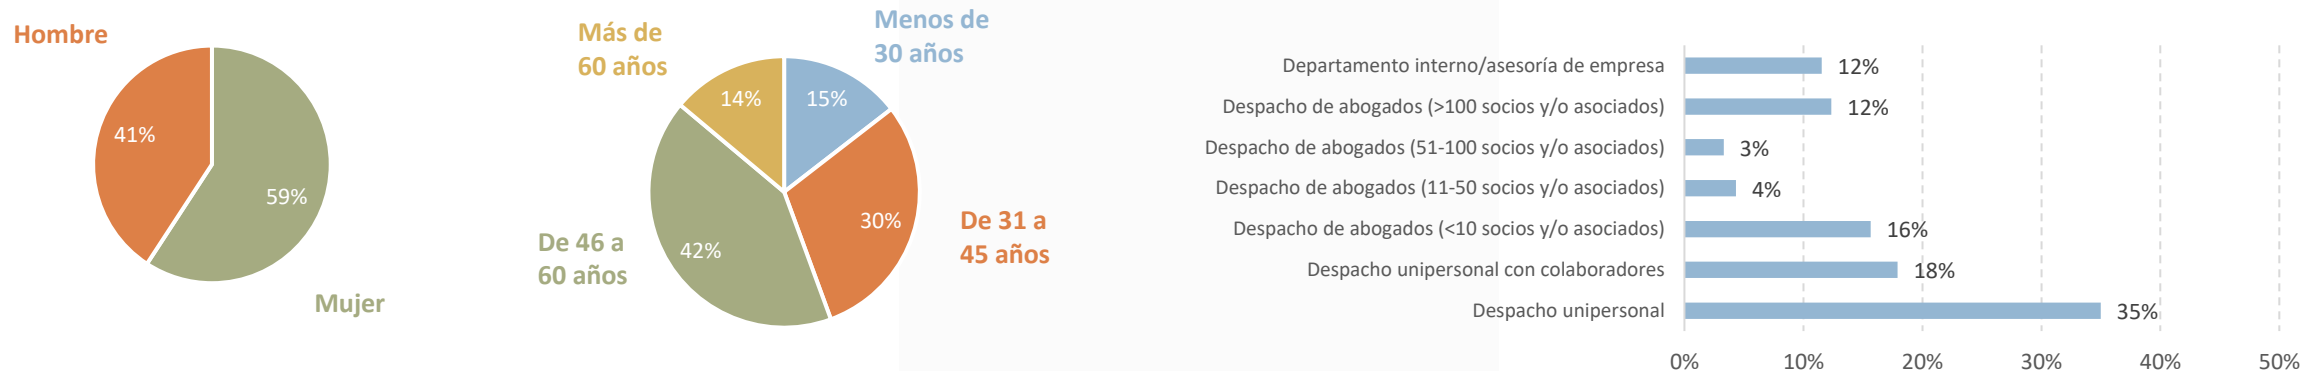 Hombre
41%
59%
Mujer
Más de
60 años
Menos de
30 años
14%
15%
30%
42%
De 31 a
45 años
De 46 a
60 años
Departamento interno/asesoría de empresa
12%
Despacho de abogados (>100 socios y/o asociados)
12%
Despacho de abogados (51-100 socios y/o asociados)
3%
Despacho de abogados (11-50 socios y/o asociados)
4%
Despacho de abogados (<10 socios y/o asociados)
16%
Despacho unipersonal con colaboradores
18%
Despacho unipersonal
35%
0% 10% 20% 30% 40% 50%